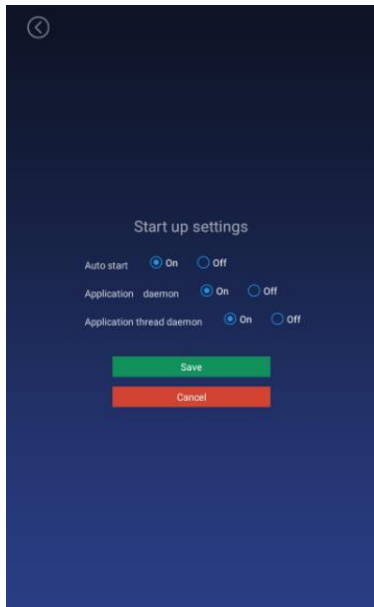 Start up settings
Auto start On Off
Application daemon On Off
Application thread daemon On Off
Save
Cancel